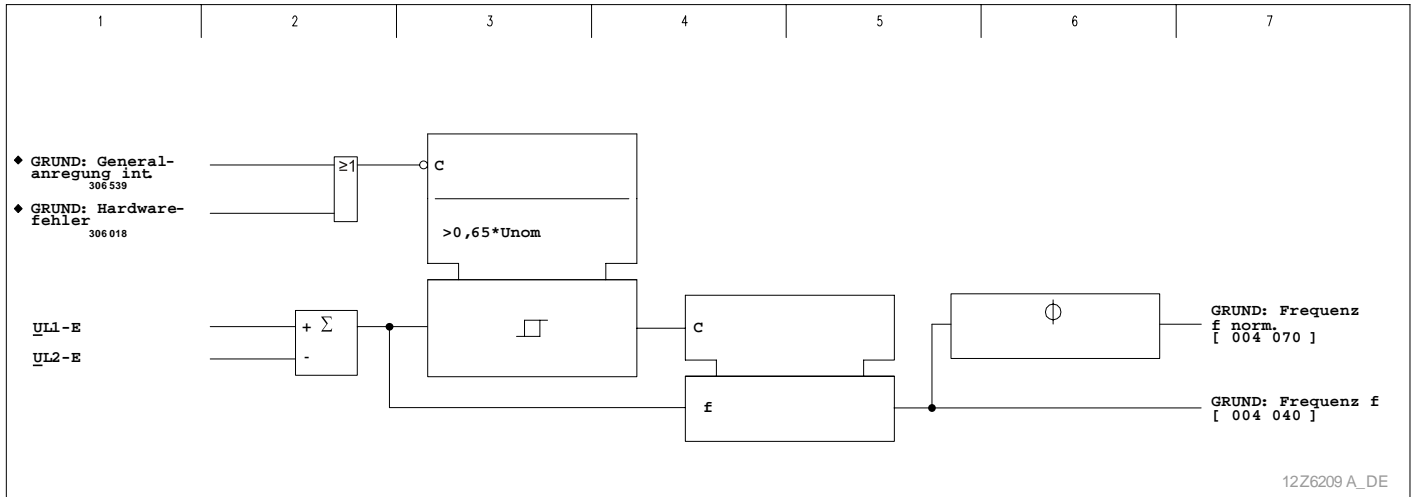 1 2 3 4 5 6 7
◆ GRUND: General-
anregung int.
306 539
≥1
C
◆ GRUND: Hardware-
fehler
306 018
>0,65*Unom
UL1-E
+ Σ
UL2-E
-
C
f
ϕ
GRUND: Frequenz
f norm.
[ 004 070 ]
GRUND: Frequenz f
[ 004 040 ]
12Z6209 A_DE